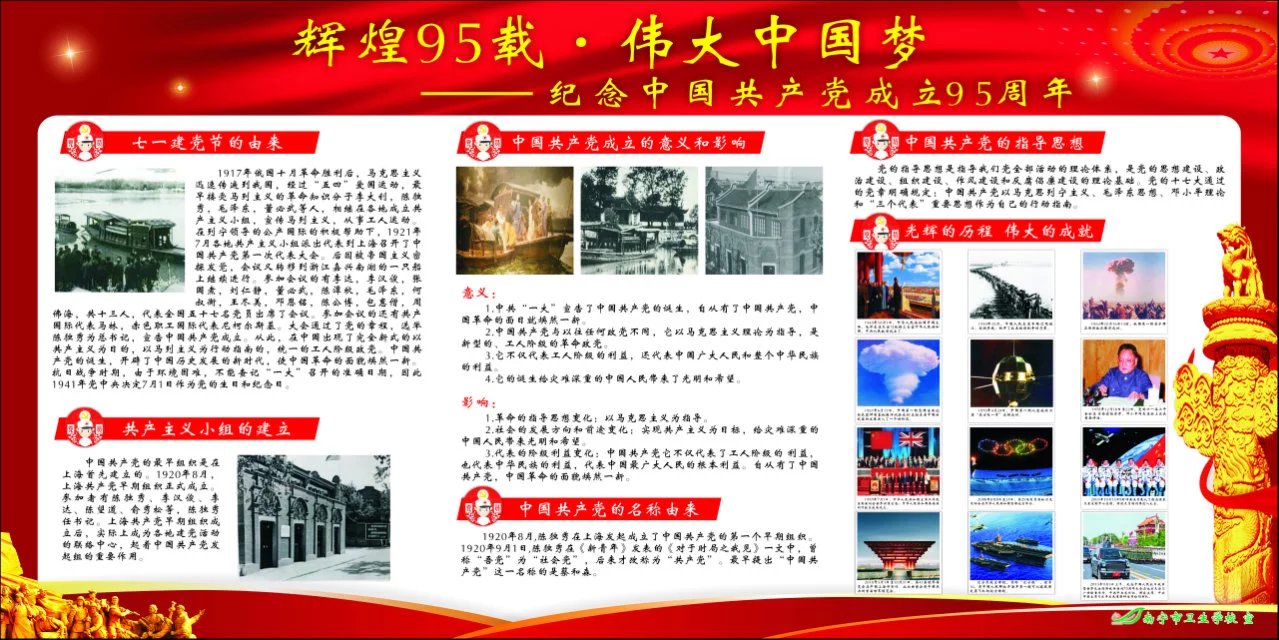 辉煌95载·伟大中国梦
——纪念中国共产党成立95周年
七一建党节的由来
1917年俄国十月革命胜利后，马克思主义
迅速传遍到我国，经过“五四”爱国运动，最
早接受马列主义的革命知识分子李大钊，陈独
秀，毛泽东，董必武等人，相继在各地成立共
产主义小组，宣传马列主义，从事工人运动。
在列宁领导的公产国际的积极帮助下，1921年
7月各地共产主义小组派出代表到上海召开了中
国共产党第一次代表大会。后因被帝国主义密
探发觉，会议又转移到浙江嘉兴南湖的一只船
上继续进行。参加会议的有李达，李汉俊，张
国焘，刘仁静，董必武，陈潭秋，毛泽东，何
叔衡，王尽美，邓恩铭，陈公博，包惠僧，周
佛海，共十三人，代表全国五十七名党员出席了会议。参加会议的还有共产
国际代表马林，赤色职工国际代表尼柯尔斯基。大会通过了党的章程，选举
陈独秀为总书记，宣告中国共产党成立。从此，在中国出现了完全新式的以
共产主义为目的，以马列主义为行动指南的，统一的工人阶级政党。中国共
产党的诞生，开辟了中国历史发展的新时代，使中国革命的面貌焕然一新。
抗日战争时期，由于环境困难，不能查记“一大”召开的准确日期，因此
1941年党中央决定7月1日作为党的生日和纪念日。
共产主义小组的建立
中国共产党的最早组织是在
上海首先建立的。1920年8月，
上海共产党早期组织正式成立。
参加者有陈独秀、李汉俊、李
达、陈望道、俞秀松等，陈独秀
任书记。上海共产党早期组织成
立后，实际上成为各地建党活动
的联络中心，起着中国共产党发
起组的重要作用。
中国共产党成立的意义和影响
意义：
1.中共“一大”宣告了中国共产党的诞生，自从有了中国共产党，中
国革命的面目就焕然一新。
2.中国共产党与以往任何政党不同，它以马克思主义理论为指导，是
新型的、工人阶级的革命政党。
3.它不仅代表工人阶级的利益，还代表中国广大人民和整个中华民族
的利益。
4.它的诞生给灾难深重的中国人民带来了光明和希望。
影响：
1.革命的指导思想变化：以马克思主义为指导。
2.社会的发展方向和前途变化：实现共产主义为目标，给灾难深重的
中国人民带来光明和希望。
3.代表的阶级利益变化：中国共产党它不仅代表了工人阶级的利益，
也代表中华民族的利益，代表中国最广大人民的根本利益。自从有了中国
共产党，中国革命的面貌焕然一新。
中国共产党的名称由来
1920年8月,陈独秀在上海发起成立了中国共产党的第一个早期组织。
1920年9月1日,陈独秀在《新青年》发表的《对于时局之我见》一文中，曾
称“吾党”为“社会党”，后来才改称为“共产党”。最早提出“中国共
产党”这一名称的是蔡和森。
中国共产党的指导思想
党的指导思想是指导我们党全部活动的理论体系，是党的思想建设、政
治建设、组织建设、作风建设和反腐倡廉建设的理论基础。党的十七大通过
的党章明确规定：中国共产党以马克思列宁主义、毛泽东思想、邓小平理论
和“三个代表”重要思想作为自己的行动指南。
光辉的历程 伟大的成就
南宁市卫生学校 宣